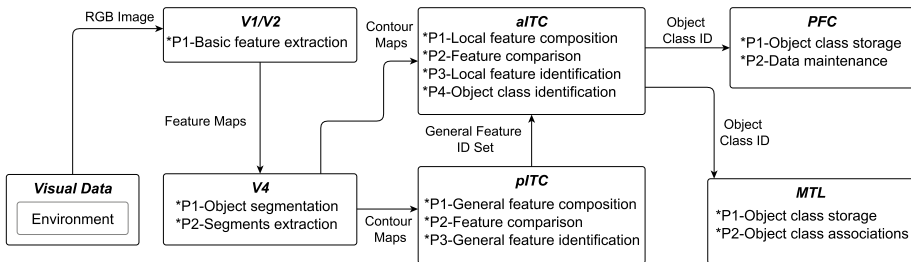 RGB Image
V1/V2
*P1-Basic feature extraction
Contour
Maps
aITC
*P1-Local feature composition
*P2-Feature comparison
*P3-Local feature identification
*P4-Object class identification
Object
Class ID
PFC
*P1-Object class storage
*P2-Data maintenance
Feature Maps
General Feature
ID Set
Object
Class ID
Visual Data
Environment
V4
*P1-Object segmentation
*P2-Segments extraction
Contour
Maps
pITC
*P1-General feature composition
*P2-Feature comparison
*P3-General feature identification
MTL
*P1-Object class storage
*P2-Object class associations